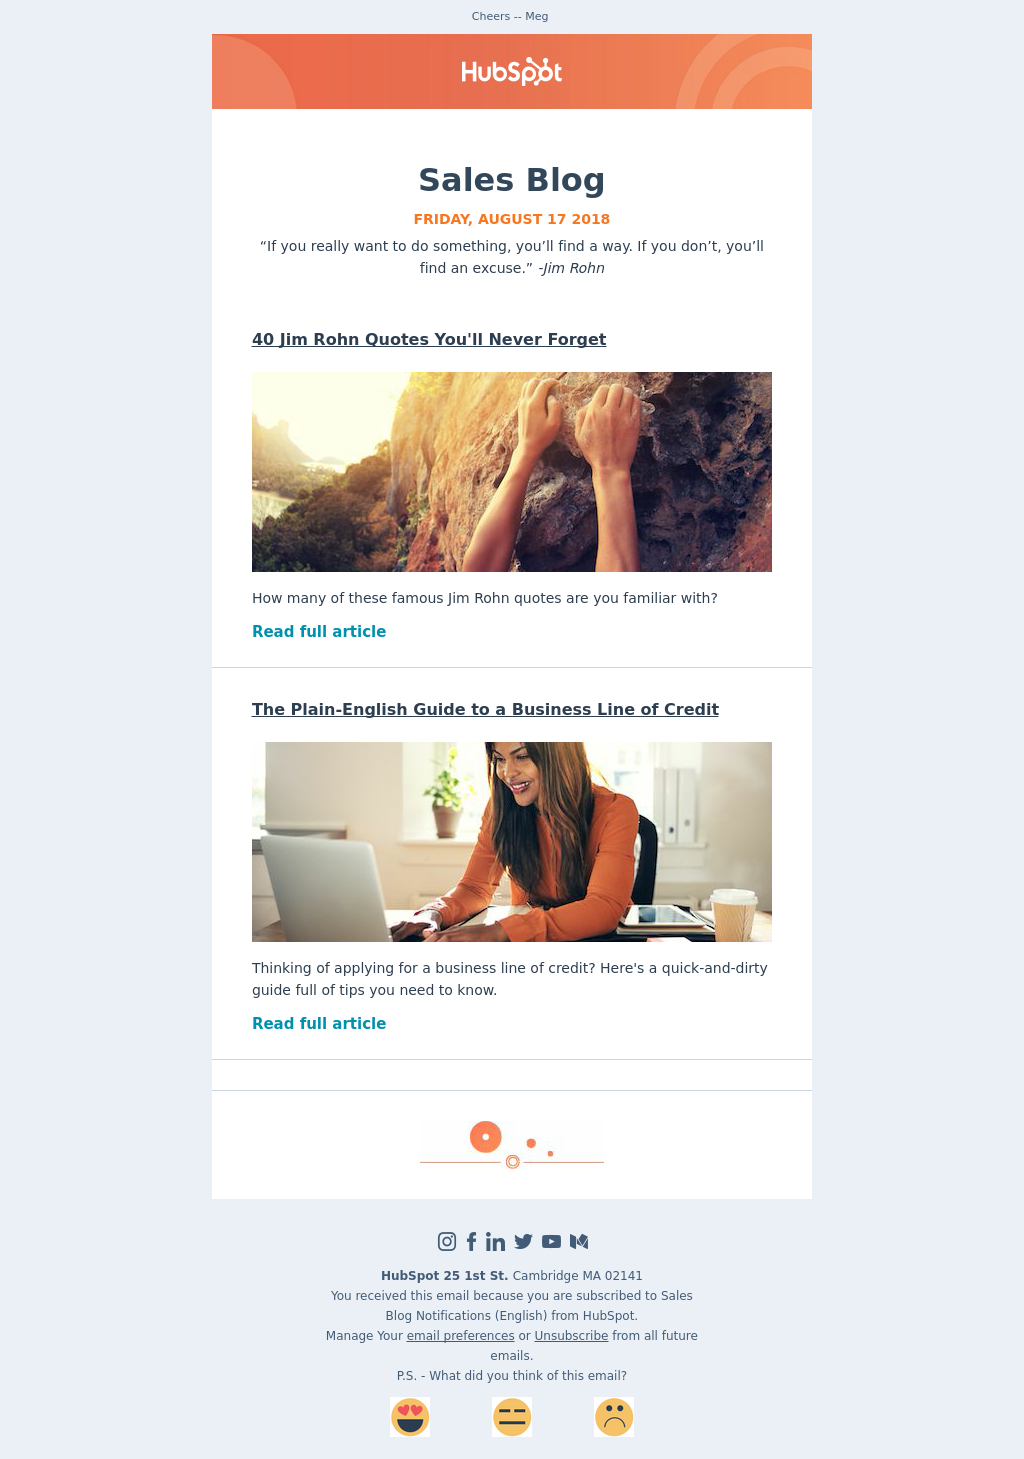 Cheers -- Meg
HubSpot
Sales Blog
FRIDAY, AUGUST 17 2018
“If you really want to do something, you’ll find a way. If you don’t, you’ll
find an excuse.” -Jim Rohn
40 Jim Rohn Quotes You'll Never Forget
How many of these famous Jim Rohn quotes are you familiar with?
Read full article
The Plain-English Guide to a Business Line of Credit
Thinking of applying for a business line of credit? Here's a quick-and-dirty
guide full of tips you need to know.
Read full article
HubSpot 25 1st St. Cambridge MA 02141
You received this email because you are subscribed to Sales
Blog Notifications (English) from HubSpot.
Manage Your email preferences or Unsubscribe from all future
emails.
P.S. - What did you think of this email?